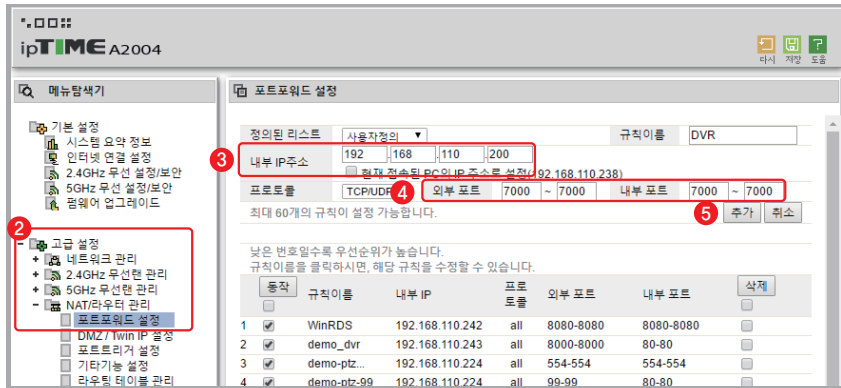 ipTIME A2004
다시 저장 도움
메뉴탐색기
기본 설정
시스템 요약 정보
인터넷 연결 설정
2.4GHz 무선 설정/보안
5GHz 무선 설정/보안
펌웨어 업그레이드
2
고급 설정
네트워크 관리
2.4GHz 무선랜 관리
5GHz 무선랜 관리
NAT/라우터 관리
포트포워드 설정
DMZ / Twin IP 설정
포트트리거 설정
기타기능 설정
라우팅 테이블 관리
포트포워드 설정
정의된 리스트 사용자정의 ▼ 규칙이름 DVR
3 내부 IP주소 192 .168 .110 .200
현재 접속된 PC의 IP 주소로 설정(192.168.110.238)
프로토콜 TCP/UDP 4 외부 포트 7000 ~ 7000 내부 포트 7000 ~ 7000
최대 60개의 규칙이 설정 가능합니다. 5 추가 취소
낮은 번호일수록 우선순위가 높습니다.
규칙이름을 클릭하시면, 해당 규칙을 수정할 수 있습니다.
동작 규칙이름 내부 IP 프로토콜 외부 포트 내부 포트 삭제
1 WinRDS 192.168.110.242 all 8080-8080 8080-8080
2 demo_dvr 192.168.110.243 all 8000-8000 80-80
3 demo-ptz... 192.168.110.224 all 554-554 554-554
4 demo-ptz-99 192.168.110.224 all 99-99 80-80